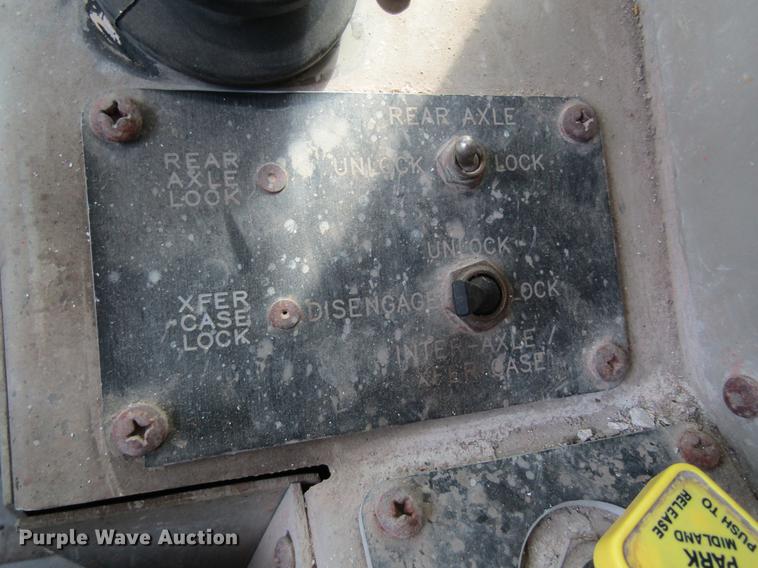 REAR AXLE
REAR
AXLE
LOCK
UNLOCK LOCK
UNLOCK
XFER
CASE
LOCK
DISENGAGE LOCK
INTER-AXLE/
XFER CASE
PARK
MIDLAND
PUSH TO
RELEASE
Purple Wave Auction